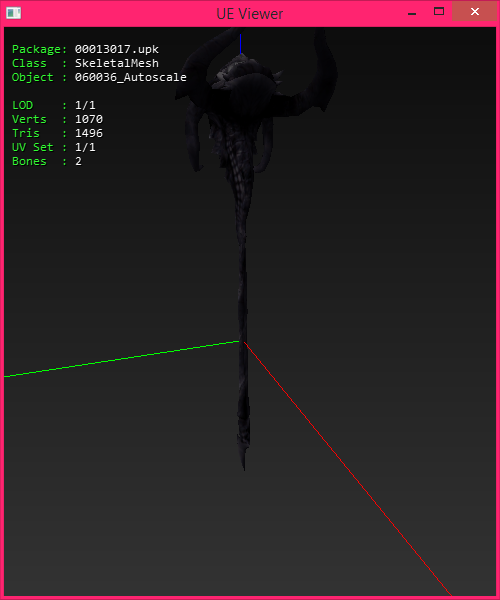 UE Viewer
Package: 00013017.upk
Class  : SkeletalMesh
Object : 060036_Autoscale
LOD    : 1/1
Verts  : 1070
Tris   : 1496
UV Set : 1/1
Bones  : 2